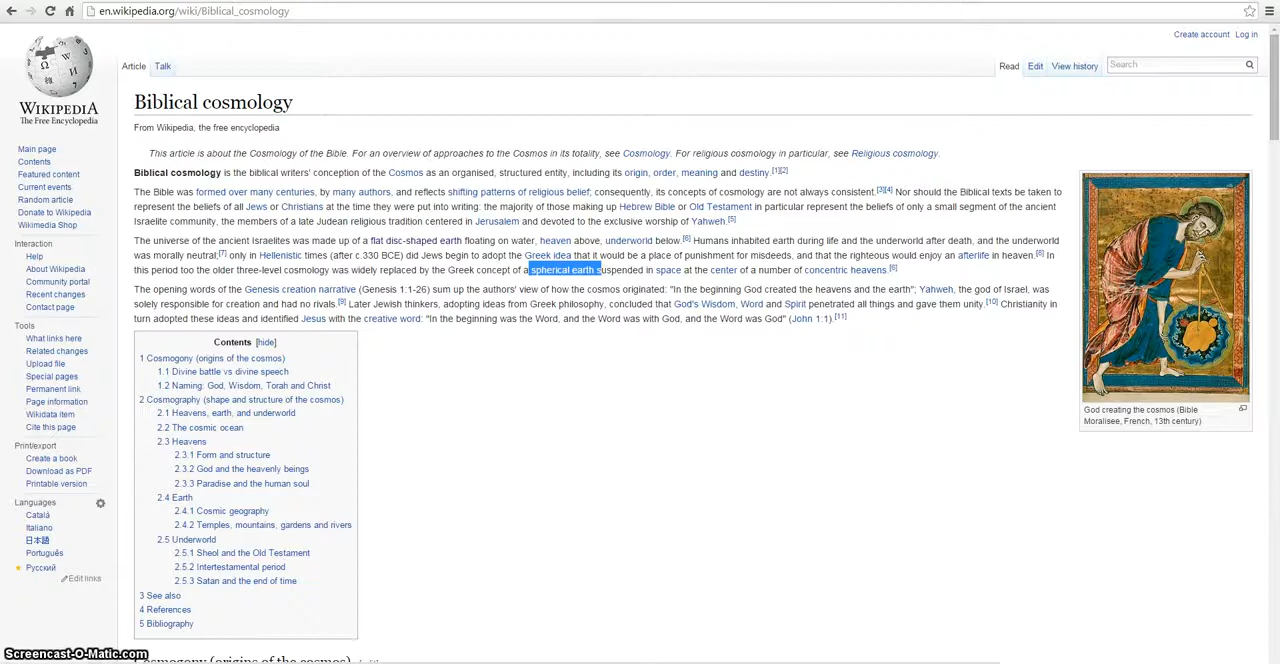 en.wikipedia.org/wiki/Biblical_cosmology
Create account Log in
Article Talk Read Edit View history Search
WIKIPEDIA
The Free Encyclopedia
Main page
Contents
Featured content
Current events
Random article
Donate to Wikipedia
Wikimedia Shop
Interaction
Help
About Wikipedia
Community portal
Recent changes
Contact page
Tools
What links here
Related changes
Upload file
Special pages
Permanent link
Page information
Wikidata item
Cite this page
Print/export
Create a book
Download as PDF
Printable version
Languages
Català
Italiano
日本語
Português
Русский
Edit links
Biblical cosmology
From Wikipedia, the free encyclopedia
This article is about the Cosmology of the Bible. For an overview of approaches to the Cosmos in its totality, see Cosmology. For religious cosmology in particular, see Religious cosmology.
Biblical cosmology is the biblical writers' conception of the Cosmos as an organised, structured entity, including its origin, order, meaning and destiny.[1][2]
The Bible was formed over many centuries, by many authors, and reflects shifting patterns of religious belief; consequently, its concepts of cosmology are not always consistent.[3][4] Nor should the Biblical texts be taken to
represent the beliefs of all Jews or Christians at the time they were put into writing: the majority of those making up Hebrew Bible or Old Testament in particular represent the beliefs of only a small segment of the ancient
Israelite community, the members of a late Judean religious tradition centered in Jerusalem and devoted to the exclusive worship of Yahweh.[5]
The universe of the ancient Israelites was made up of a flat disc-shaped earth floating on water, heaven above, underworld below.[6] Humans inhabited earth during life and the underworld after death, and the underworld
was morally neutral;[7] only in Hellenistic times (after c.330 BCE) did Jews begin to adopt the Greek idea that it would be a place of punishment for misdeeds, and that the righteous would enjoy an afterlife in heaven.[8] In
this period too the older three-level cosmology was widely replaced by the Greek concept of a spherical earth suspended in space at the center of a number of concentric heavens.[6]
The opening words of the Genesis creation narrative (Genesis 1:1-26) sum up the authors' view of how the cosmos originated: "In the beginning God created the heavens and the earth"; Yahweh, the god of Israel, was
solely responsible for creation and had no rivals.[9] Later Jewish thinkers, adopting ideas from Greek philosophy, concluded that God's Wisdom, Word and Spirit penetrated all things and gave them unity.[10] Christianity in
turn adopted these ideas and identified Jesus with the creative word: "In the beginning was the Word, and the Word was with God, and the Word was God" (John 1:1).[11]
God creating the cosmos (Bible
Moralisee, French, 13th century)
Contents [hide]
1 Cosmogony (origins of the cosmos)
1.1 Divine battle vs divine speech
1.2 Naming: God, Wisdom, Torah and Christ
2 Cosmography (shape and structure of the cosmos)
2.1 Heavens, earth, and underworld
2.2 The cosmic ocean
2.3 Heavens
2.3.1 Form and structure
2.3.2 God and the heavenly beings
2.3.3 Paradise and the human soul
2.4 Earth
2.4.1 Cosmic geography
2.4.2 Temples, mountains, gardens and rivers
2.5 Underworld
2.5.1 Sheol and the Old Testament
2.5.2 Intertestamental period
2.5.3 Satan and the end of time
3 See also
4 References
5 Bibliography
Cosmogony (origins of the cosmos)
Screencast-O-Matic.com